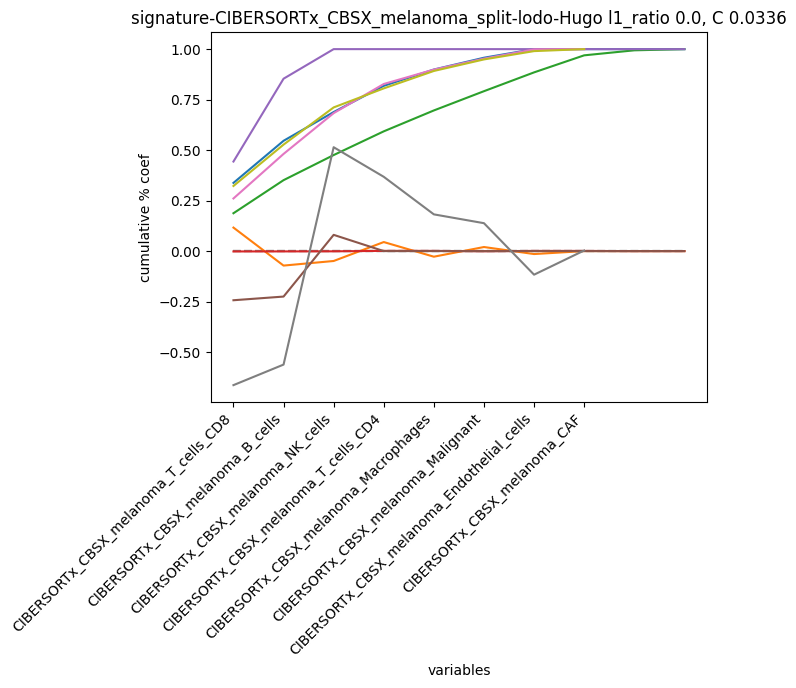 signature-CIBERSORTx_CBSX_melanoma_split-lodo-Hugo l1_ratio 0.0, C 0.0336
1.00
0.75
0.50
0.25
0.00
−0.25
−0.50
cumulative % coef
CIBERSORTx_CBSX_melanoma_T_cells_CD8
CIBERSORTx_CBSX_melanoma_B_cells
CIBERSORTx_CBSX_melanoma_NK_cells
CIBERSORTx_CBSX_melanoma_T_cells_CD4
CIBERSORTx_CBSX_melanoma_Macrophages
CIBERSORTx_CBSX_melanoma_Malignant
CIBERSORTx_CBSX_melanoma_Endothelial_cells
CIBERSORTx_CBSX_melanoma_CAF
variables